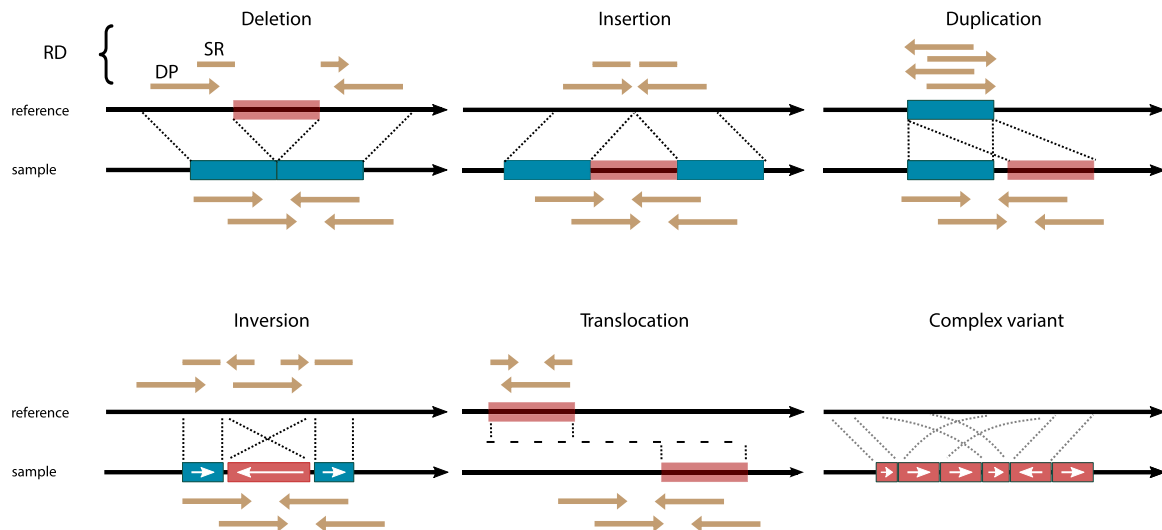 Deletion
Insertion
Duplication
RD
SR
DP
reference
sample
Inversion
Translocation
Complex variant
reference
sample